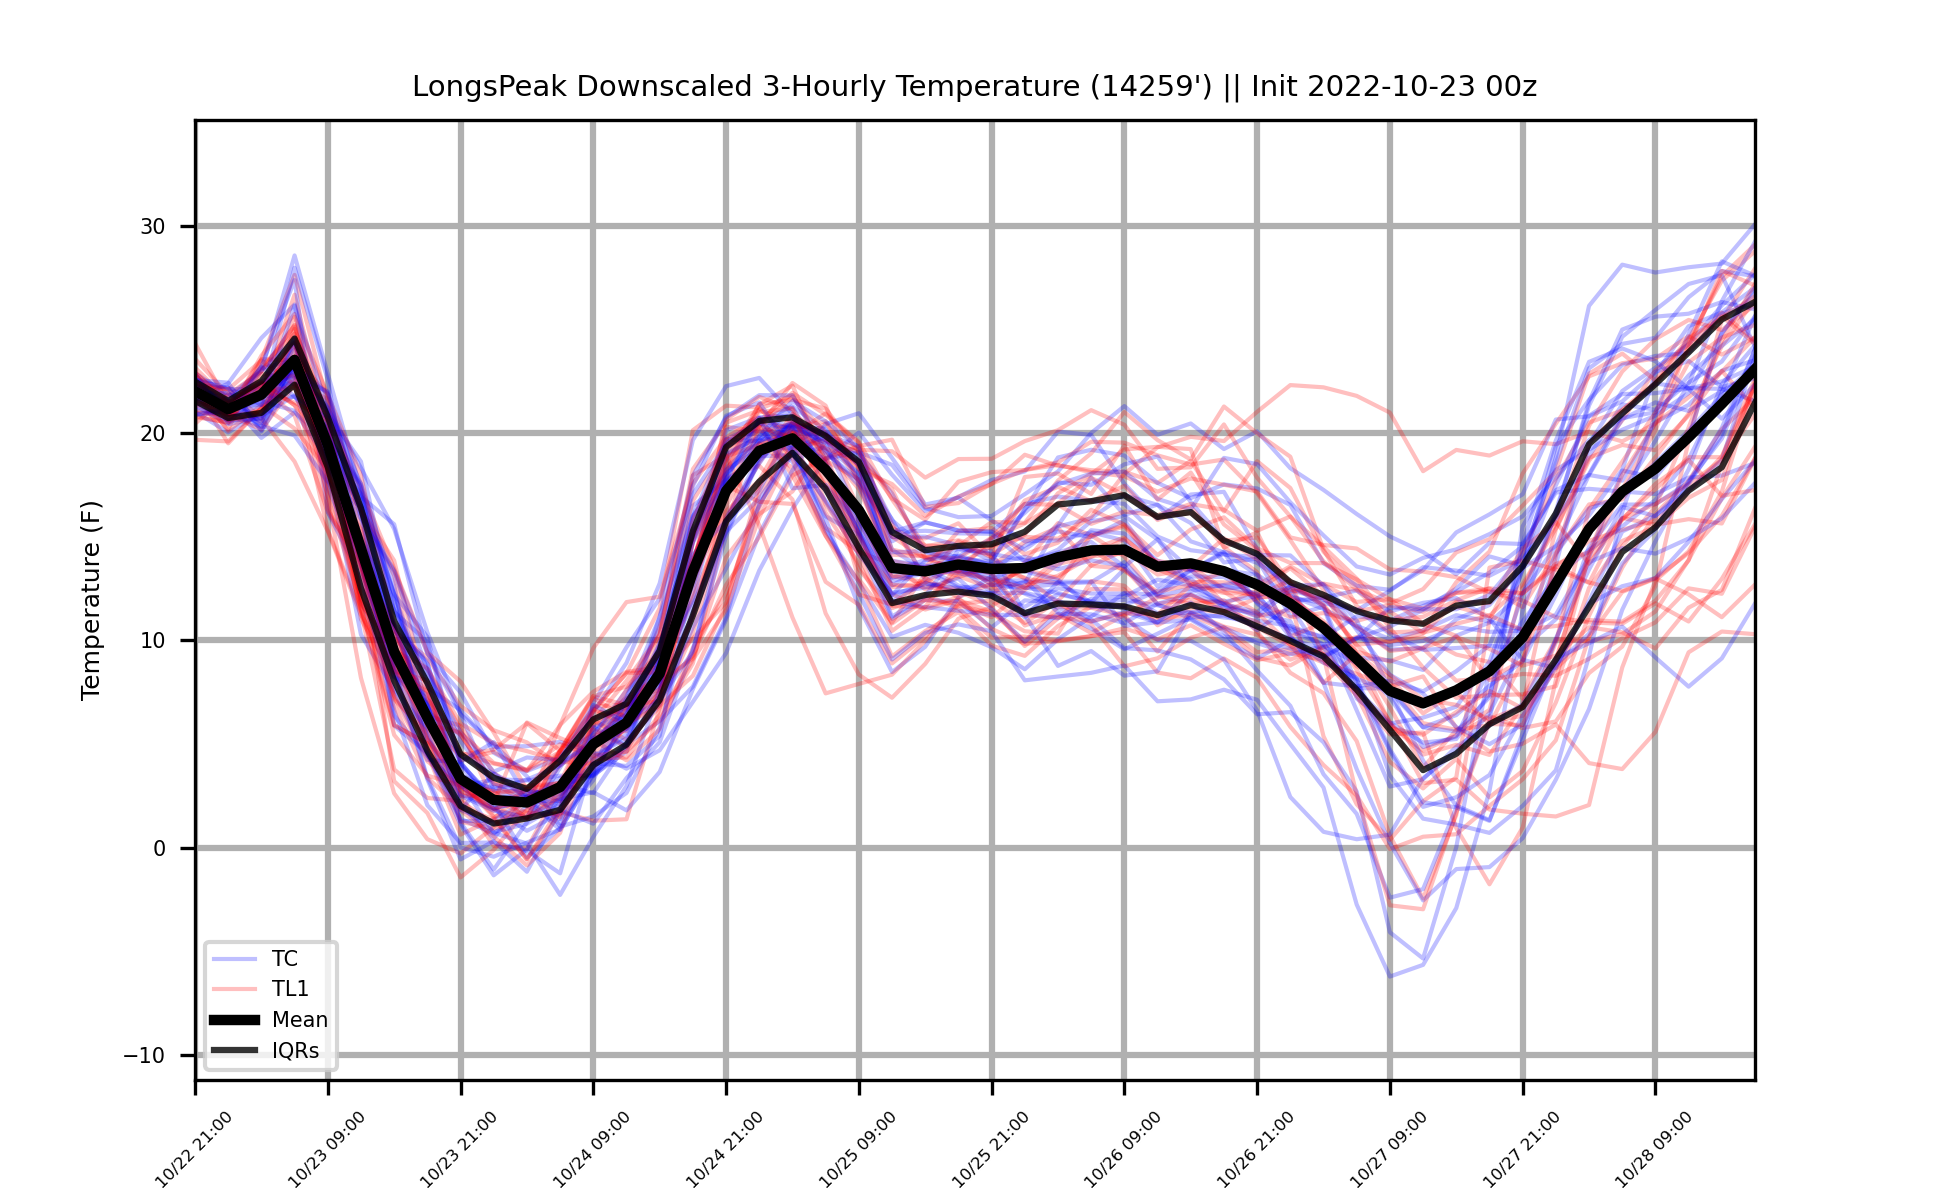 LongsPeak Downscaled 3-Hourly Temperature (14259') || Init 2022-10-23 00z
Temperature (F)
30
20
10
0
−10
TC
TL1
Mean
IQRs
10/22 21:00
10/23 09:00
10/23 21:00
10/24 09:00
10/24 21:00
10/25 09:00
10/25 21:00
10/26 09:00
10/26 21:00
10/27 09:00
10/27 21:00
10/28 09:00